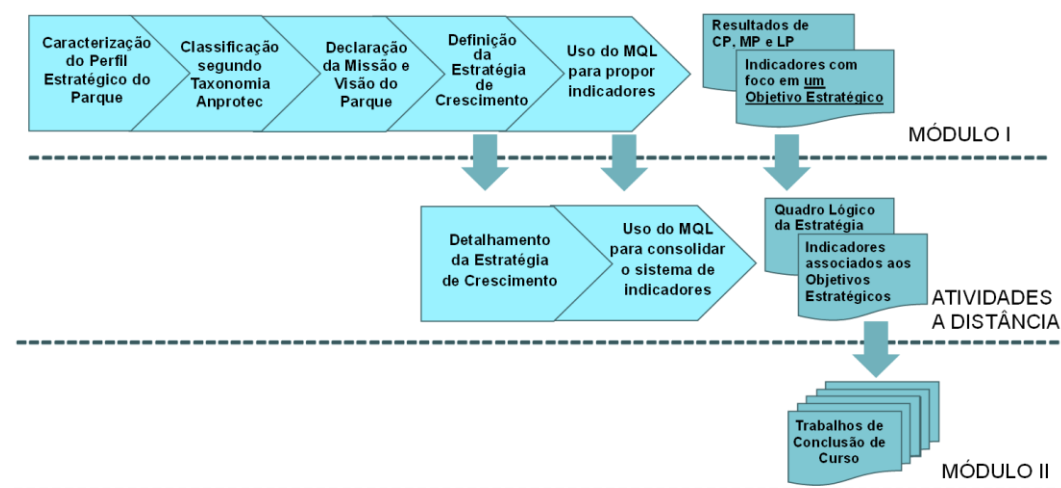 Caracterização
do Perfil
Estratégico do
Parque
Classificação
segundo
Taxonomia
Anprotec
Declaração
da Missão e
Visão do
Parque
Definição
da
Estratégia
de
Crescimento
Uso do MQL
para propor
indicadores
Resultados de
CP, MP e LP
Indicadores com
foco em um
Objetivo Estratégico
MÓDULO I
Detalhamento
da Estratégia
de Crescimento
Uso do MQL
para consolidar
o sistema de
indicadores
Quadro Lógico
da Estratégia
Indicadores
associados aos
Objetivos
Estratégicos
ATIVIDADES
A DISTÂNCIA
Trabalhos de
Conclusão de
Curso
MÓDULO II